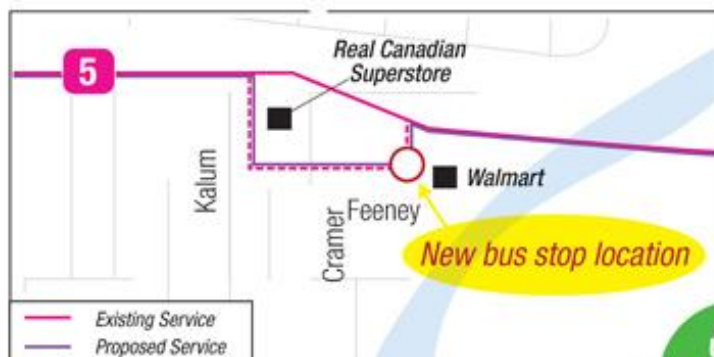 5
Real Canadian
Superstore
Kalum
Walmart
Feeney
Cramer
New bus stop location
Existing Service
Proposed Service